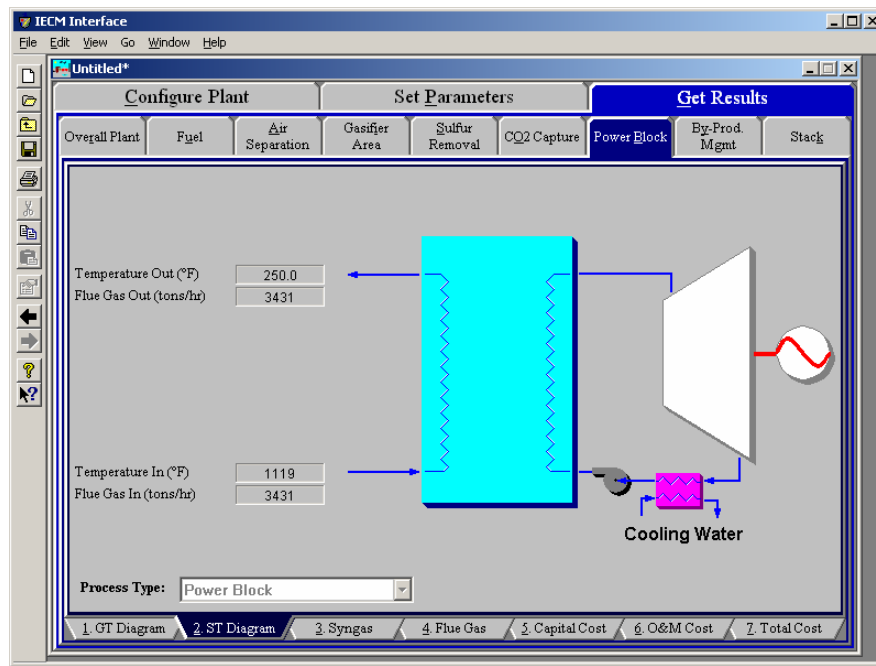 IECM Interface
File Edit View Go Window Help
Untitled*
Configure Plant Set Parameters Get Results
Overall Plant Fuel Air Separation Gasifier Area Sulfur Removal CO2 Capture Power Block By-Prod. Mgmt Stack
Temperature Out (°F) 250.0
Flue Gas Out (tons/hr) 3431
Temperature In (°F) 1119
Flue Gas In (tons/hr) 3431
Cooling Water
Process Type: Power Block
1. GT Diagram 2. ST Diagram 3. Syngas 4. Flue Gas 5. Capital Cost 6. O&M Cost 7. Total Cost